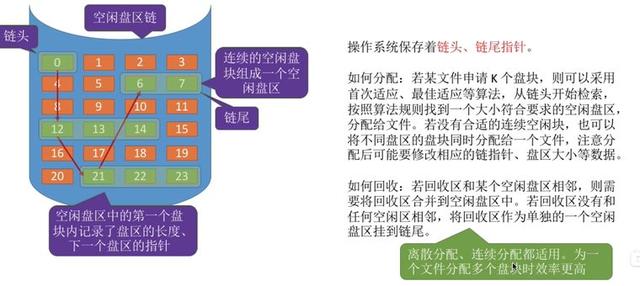 空闲盘区链
链头
连续的空闲盘
块组成一个空
闲盘区
链尾
0 1 2 3
4 5 6 7
8 9 10 11
12 13 14 15
16 17 18 19
20 21 22 23
空闲盘区中的第一个盘
块内记录了盘区的长度、
下一个盘区的指针
操作系统保存着链头、链尾指针。
如何分配：若某文件申请 K 个盘块，则可以采用
首次适应、最佳适应等算法，从链头开始检索，
按照算法规则找到一个大小符合要求的空闲盘区，
分配给文件。若没有合适的连续空闲块，也可以
将不同盘区的盘块同时分配给一个文件，注意分
配后可能要修改相应的链指针、盘区大小等数据。
如何回收：若回收区和某个空闲盘区相邻，则需
要将回收区合并到空闲盘区中。若回收区没有和
任何空闲区相邻，将回收区作为单独的一个空闲
盘区挂到链尾。
离散分配、连续分配都适用。为一
个文件分配多个盘块时效率更高